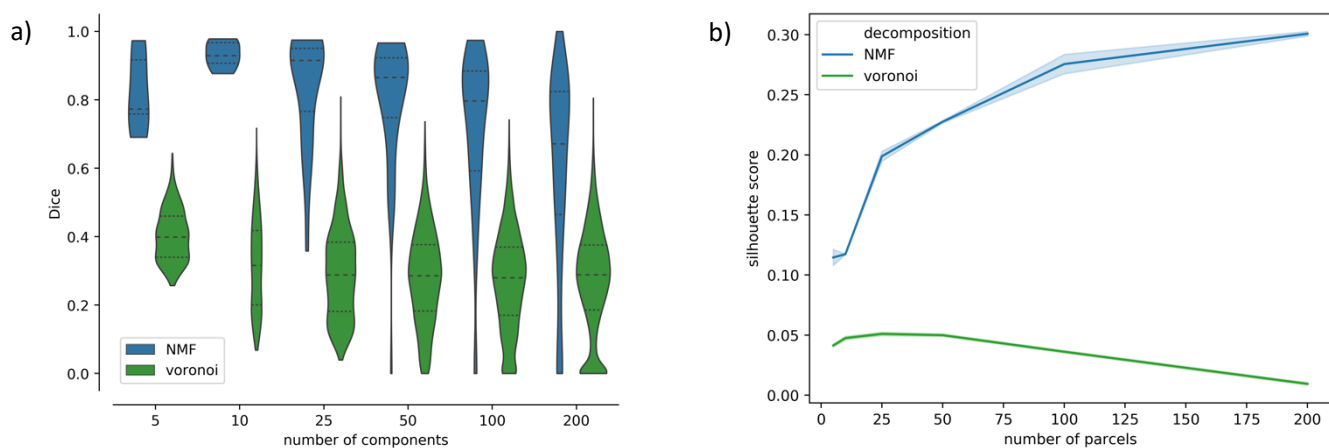 a)
1.0
0.8
0.6
0.4
0.2
0.0
Dice
NMF
voronoi
5 10 25 50 100 200
number of components
b)
0.30
0.25
0.20
0.15
0.10
0.05
0.00
silhouette score
decomposition
NMF
voronoi
0 25 50 75 100 125 150 175 200
number of parcels